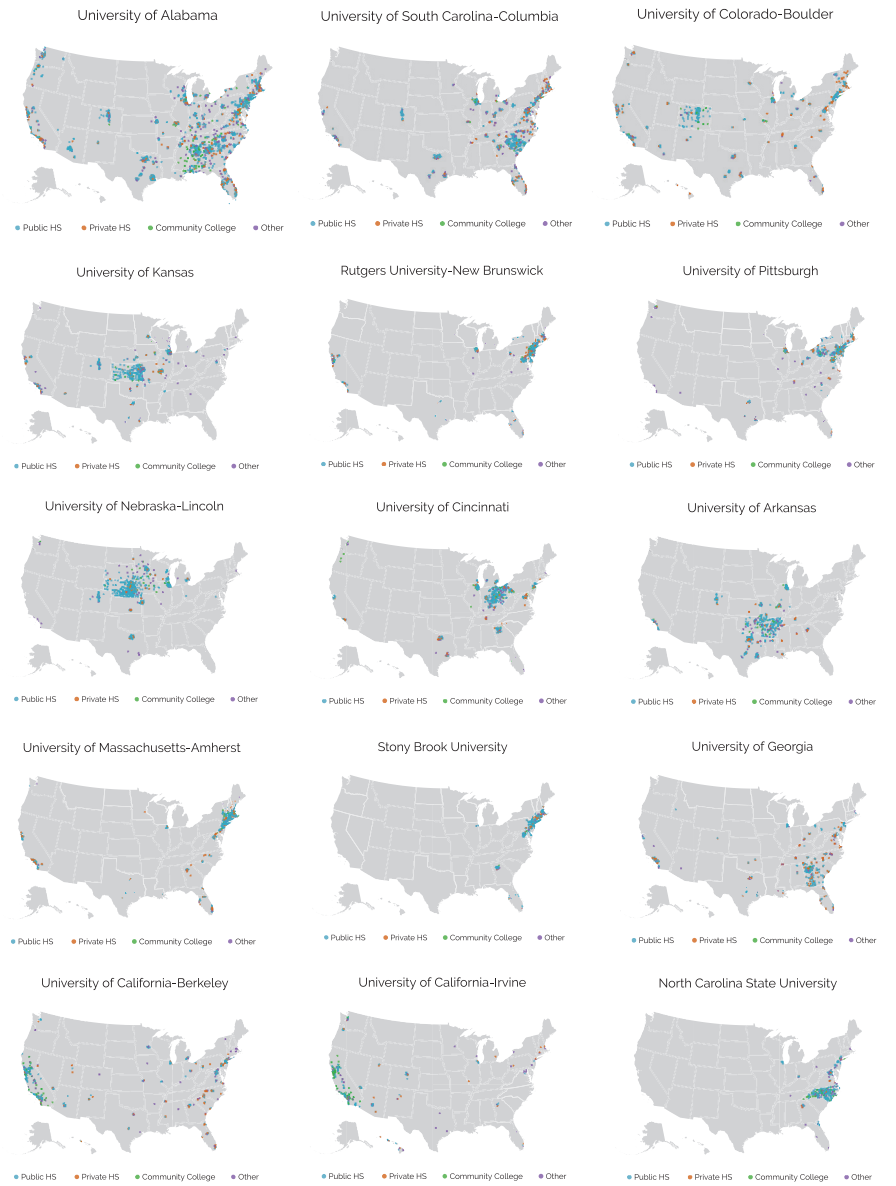 University of Alabama
University of South Carolina-Columbia
University of Colorado-Boulder
Public HS Private HS Community College Other
Public HS Private HS Community College Other
Public HS Private HS Community College Other
University of Kansas
Rutgers University-New Brunswick
University of Pittsburgh
Public HS Private HS Community College Other
Public HS Private HS Community College Other
Public HS Private HS Community College Other
University of Nebraska-Lincoln
University of Cincinnati
University of Arkansas
Public HS Private HS Community College Other
Public HS Private HS Community College Other
Public HS Private HS Community College Other
University of Massachusetts-Amherst
Stony Brook University
University of Georgia
Public HS Private HS Community College Other
Public HS Private HS Community College Other
Public HS Private HS Community College Other
University of California-Berkeley
University of California-Irvine
North Carolina State University
Public HS Private HS Community College Other
Public HS Private HS Community College Other
Public HS Private HS Community College Other